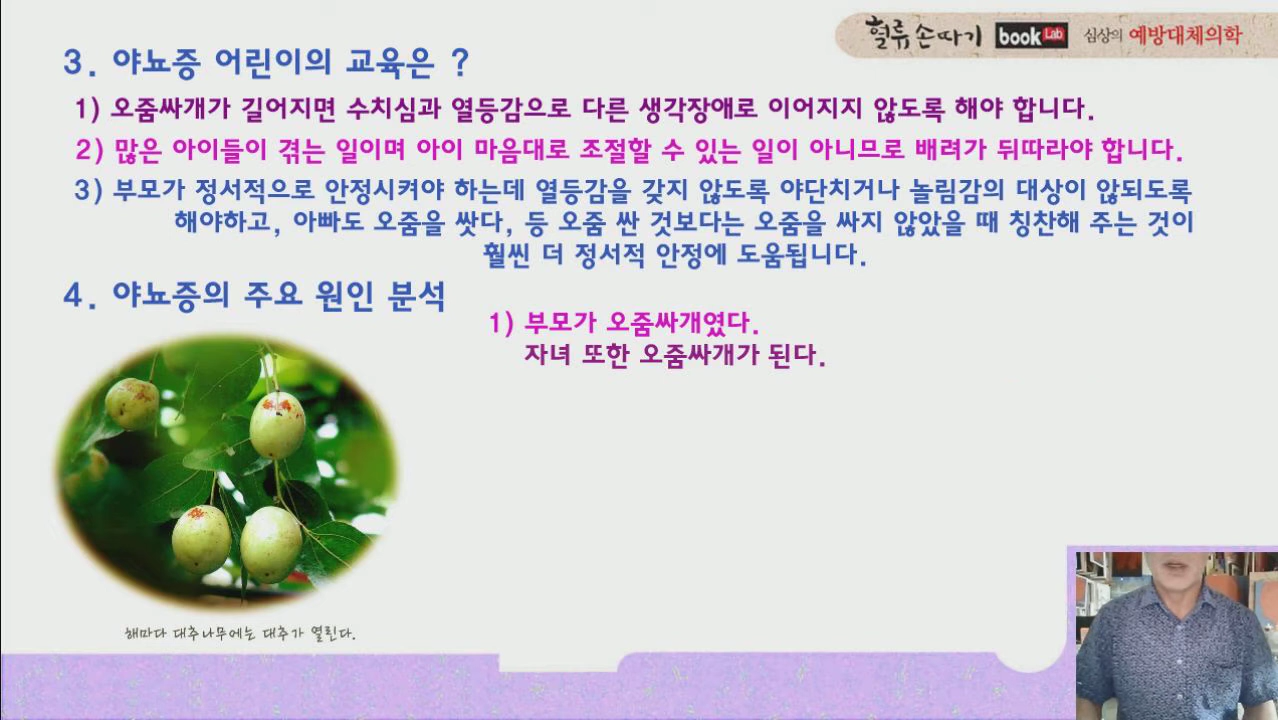 혈류 손따기 book Lab 심상의 예방대체의학
3. 야뇨증 어린이의 교육은 ?
1) 오줌싸개가 길어지면 수치심과 열등감으로 다른 생각장애로 이어지지 않도록 해야 합니다.
2) 많은 아이들이 겪는 일이며 아이 마음대로 조절할 수 있는 일이 아니므로 배려가 뒤따라야 합니다.
3) 부모가 정서적으로 안정시켜야 하는데 열등감을 갖지 않도록 야단치거나 놀림감의 대상이 않되도록
해야하고, 아빠도 오줌을 쌋다, 등 오줌 싼 것보다는 오줌을 싸지 않았을 때 칭찬해 주는 것이
훨씬 더 정서적 안정에 도움됩니다.
4. 야뇨증의 주요 원인 분석
1) 부모가 오줌싸개였다.
자녀 또한 오줌싸개가 된다.
해마다 대추나무에는 대추가 열린다.